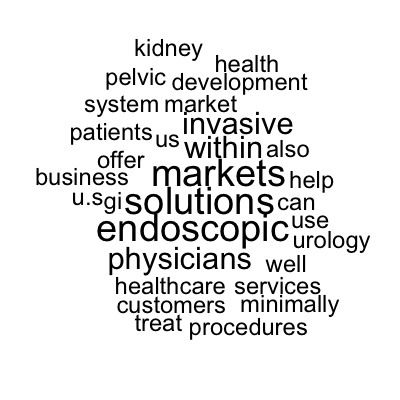 kidney
health
pelvic development
system market
patients us invasive
within also
offer
business markets help
u.s gi solutions can
endoscopic use
urology
physicians well
healthcare services
customers minimally
treat procedures